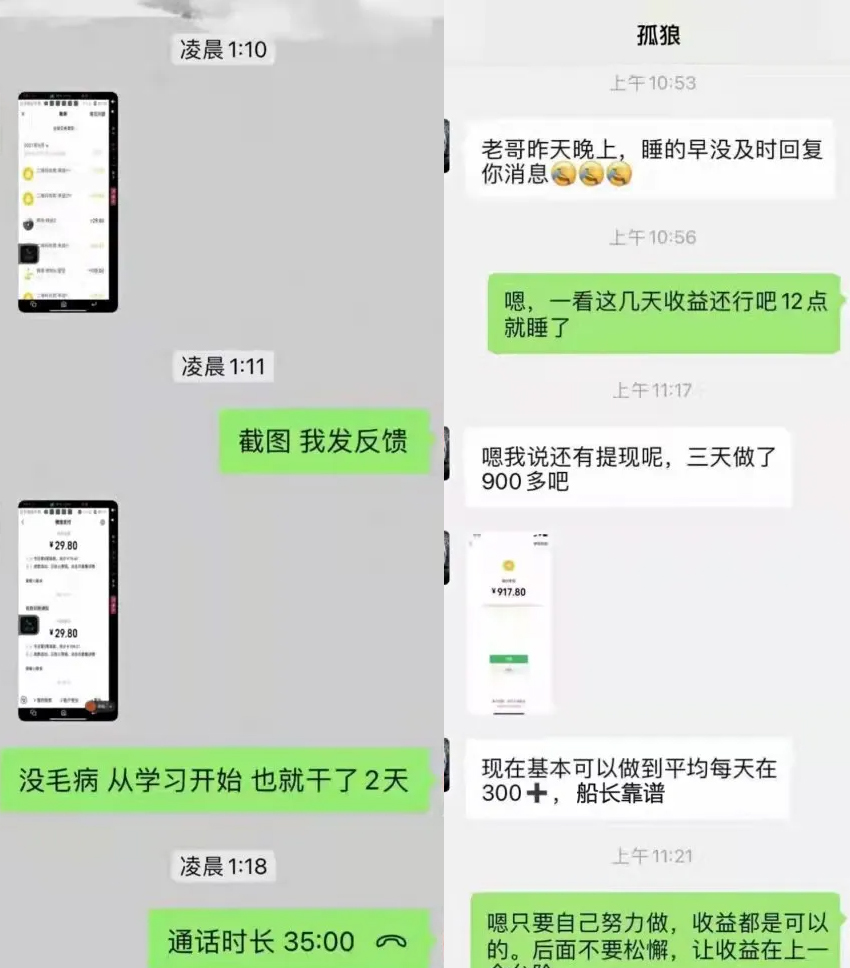 凌晨 1:10
凌晨 1:11
截图 我发反馈
¥29.80
¥29.80
没毛病 从学习开始 也就干了2天
凌晨 1:18
通话时长 35:00
孤狼
上午 10:53
老哥昨天晚上，睡的早没及时回复
你消息🤣🤣🤣
上午 10:56
嗯，一看这几天收益还行吧12点
就睡了
上午 11:17
嗯我说还有提现呢，三天做了
900多吧
¥917.80
现在基本可以做到平均每天在
300➕，船长靠谱
上午 11:21
嗯只要自己努力做，收益都是可以
的。后面不要松懈，让收益在上一